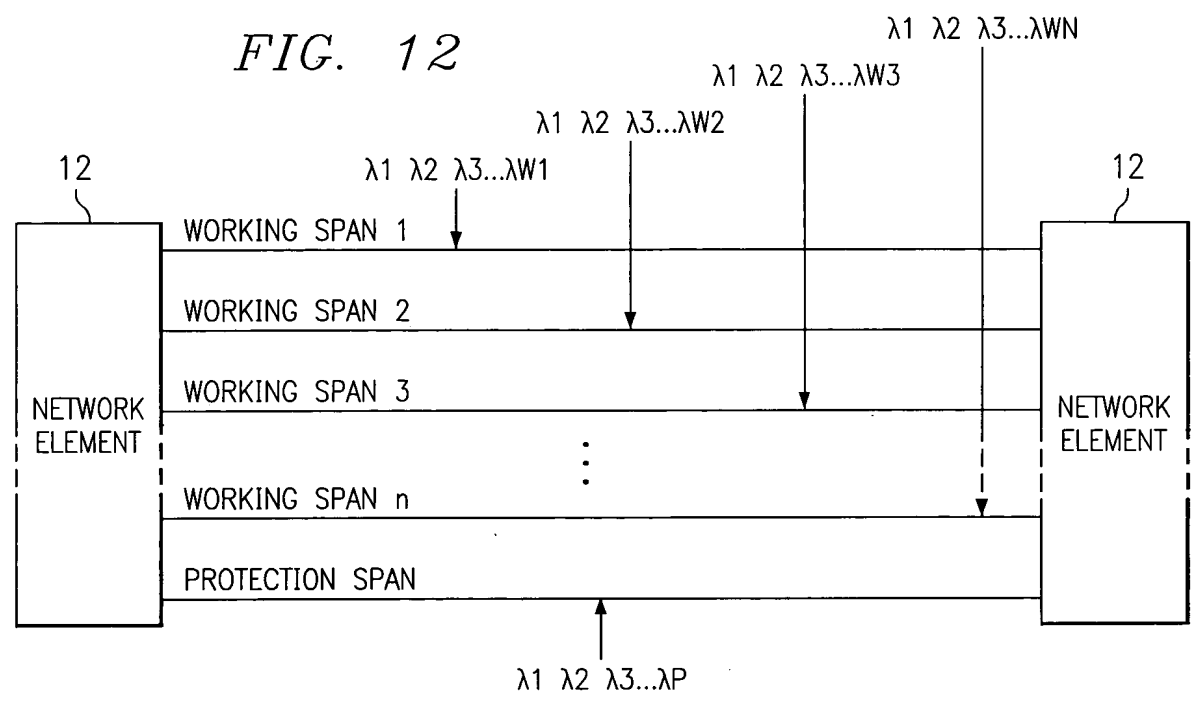 FIG. 12
λ1 λ2 λ3...λWN
λ1 λ2 λ3...λW3
λ1 λ2 λ3...λW2
λ1 λ2 λ3...λW1
12
12
WORKING SPAN 1
WORKING SPAN 2
WORKING SPAN 3
NETWORK
ELEMENT
NETWORK
ELEMENT
WORKING SPAN n
PROTECTION SPAN
λ1 λ2 λ3...λP